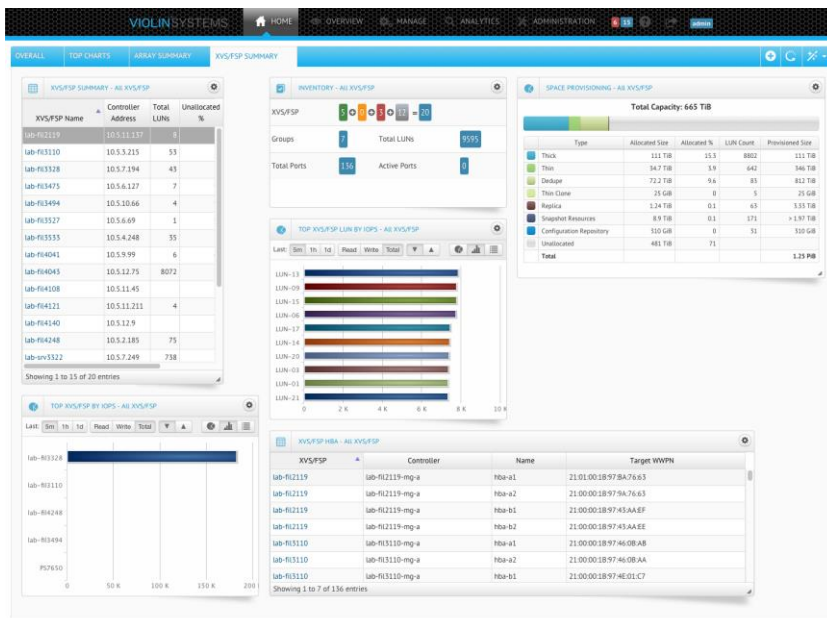 VIOLIN SYSTEMS HOME OVERVIEW MANAGE ANALYTICS ADMINISTRATION 6 15 admin
OVERALL TOP CHARTS ARRAY SUMMARY XVS/FSP SUMMARY
XVS/FSP SUMMARY - All XVS/FSP
XVS/FSP Name Controller Address Total LUNs Unallocated %
lab-fil2119 10.5.11.137 8
lab-fil3110 10.5.3.215 53
lab-fil3328 10.5.7.194 43
lab-fil3475 10.5.6.127 7
lab-fil3494 10.5.10.66 4
lab-fil3527 10.5.6.69 1
lab-fil3533 10.5.4.248 35
lab-fil4041 10.5.9.99 6
lab-fil4043 10.5.12.75 8072
lab-fil4108 10.5.11.45
lab-fil4121 10.5.11.211 4
lab-fil4140 10.5.12.9
lab-fil4248 10.5.2.185 75
lab-srv3322 10.5.7.249 738
Showing 1 to 15 of 20 entries
INVENTORY - All XVS/FSP
XVS/FSP 5 0 3 12 = 20
Groups 7 Total LUNs 9595
Total Ports 136 Active Ports 0
SPACE PROVISIONING - All XVS/FSP
Total Capacity: 665 TiB
Type Allocated Size Allocated % LUN Count Provisioned Size
Thick 111 TiB 15.3 8802 111 TiB
Thin 34.7 TiB 3.9 642 346 TiB
Dedupe 72.2 TiB 9.6 83 812 TiB
Thin Clone 25 GiB 0 5 25 GiB
Replica 1.24 TiB 0.1 63 3.33 TiB
Snapshot Resources 8.9 TiB 0.1 171 > 1.97 TiB
Configuration Repository 310 GiB 0 31 310 GiB
Unallocated 481 TiB 71
Total 1.25 PiB
TOP XVS/FSP LUN BY IOPS - All XVS/FSP
Last: 5m 1h 1d Read Write Total
LUN-13
LUN-09
LUN-15
LUN-06
LUN-17
LUN-14
LUN-20
LUN-03
LUN-01
LUN-21
0 2 K 4 K 6 K 8 K 10 K
TOP XVS/FSP BY IOPS - All XVS/FSP
Last: 5m 1h 1d Read Write Total
lab-fil3328
lab-fil3110
lab-fil4248
lab-fil3494
PS7650
0 50 K 100 K 150 K 200
XVS/FSP HBA - All XVS/FSP
XVS/FSP Controller Name Target WWPN
lab-fil2119 lab-fil2119-mg-a hba-a1 21:01:00:1B:97:BA:76:63
lab-fil2119 lab-fil2119-mg-a hba-a2 21:00:00:1B:97:9A:76:63
lab-fil2119 lab-fil2119-mg-a hba-b1 21:00:00:1B:97:43:AA:EF
lab-fil2119 lab-fil2119-mg-a hba-b2 21:00:00:1B:97:43:AA:EE
lab-fil3110 lab-fil3110-mg-a hba-a1 21:00:00:1B:97:46:0B:AB
lab-fil3110 lab-fil3110-mg-a hba-a2 21:00:00:1B:97:46:0B:AA
lab-fil3110 lab-fil3110-mg-a hba-b1 21:00:00:1B:97:4E:01:C7
Showing 1 to 7 of 136 entries